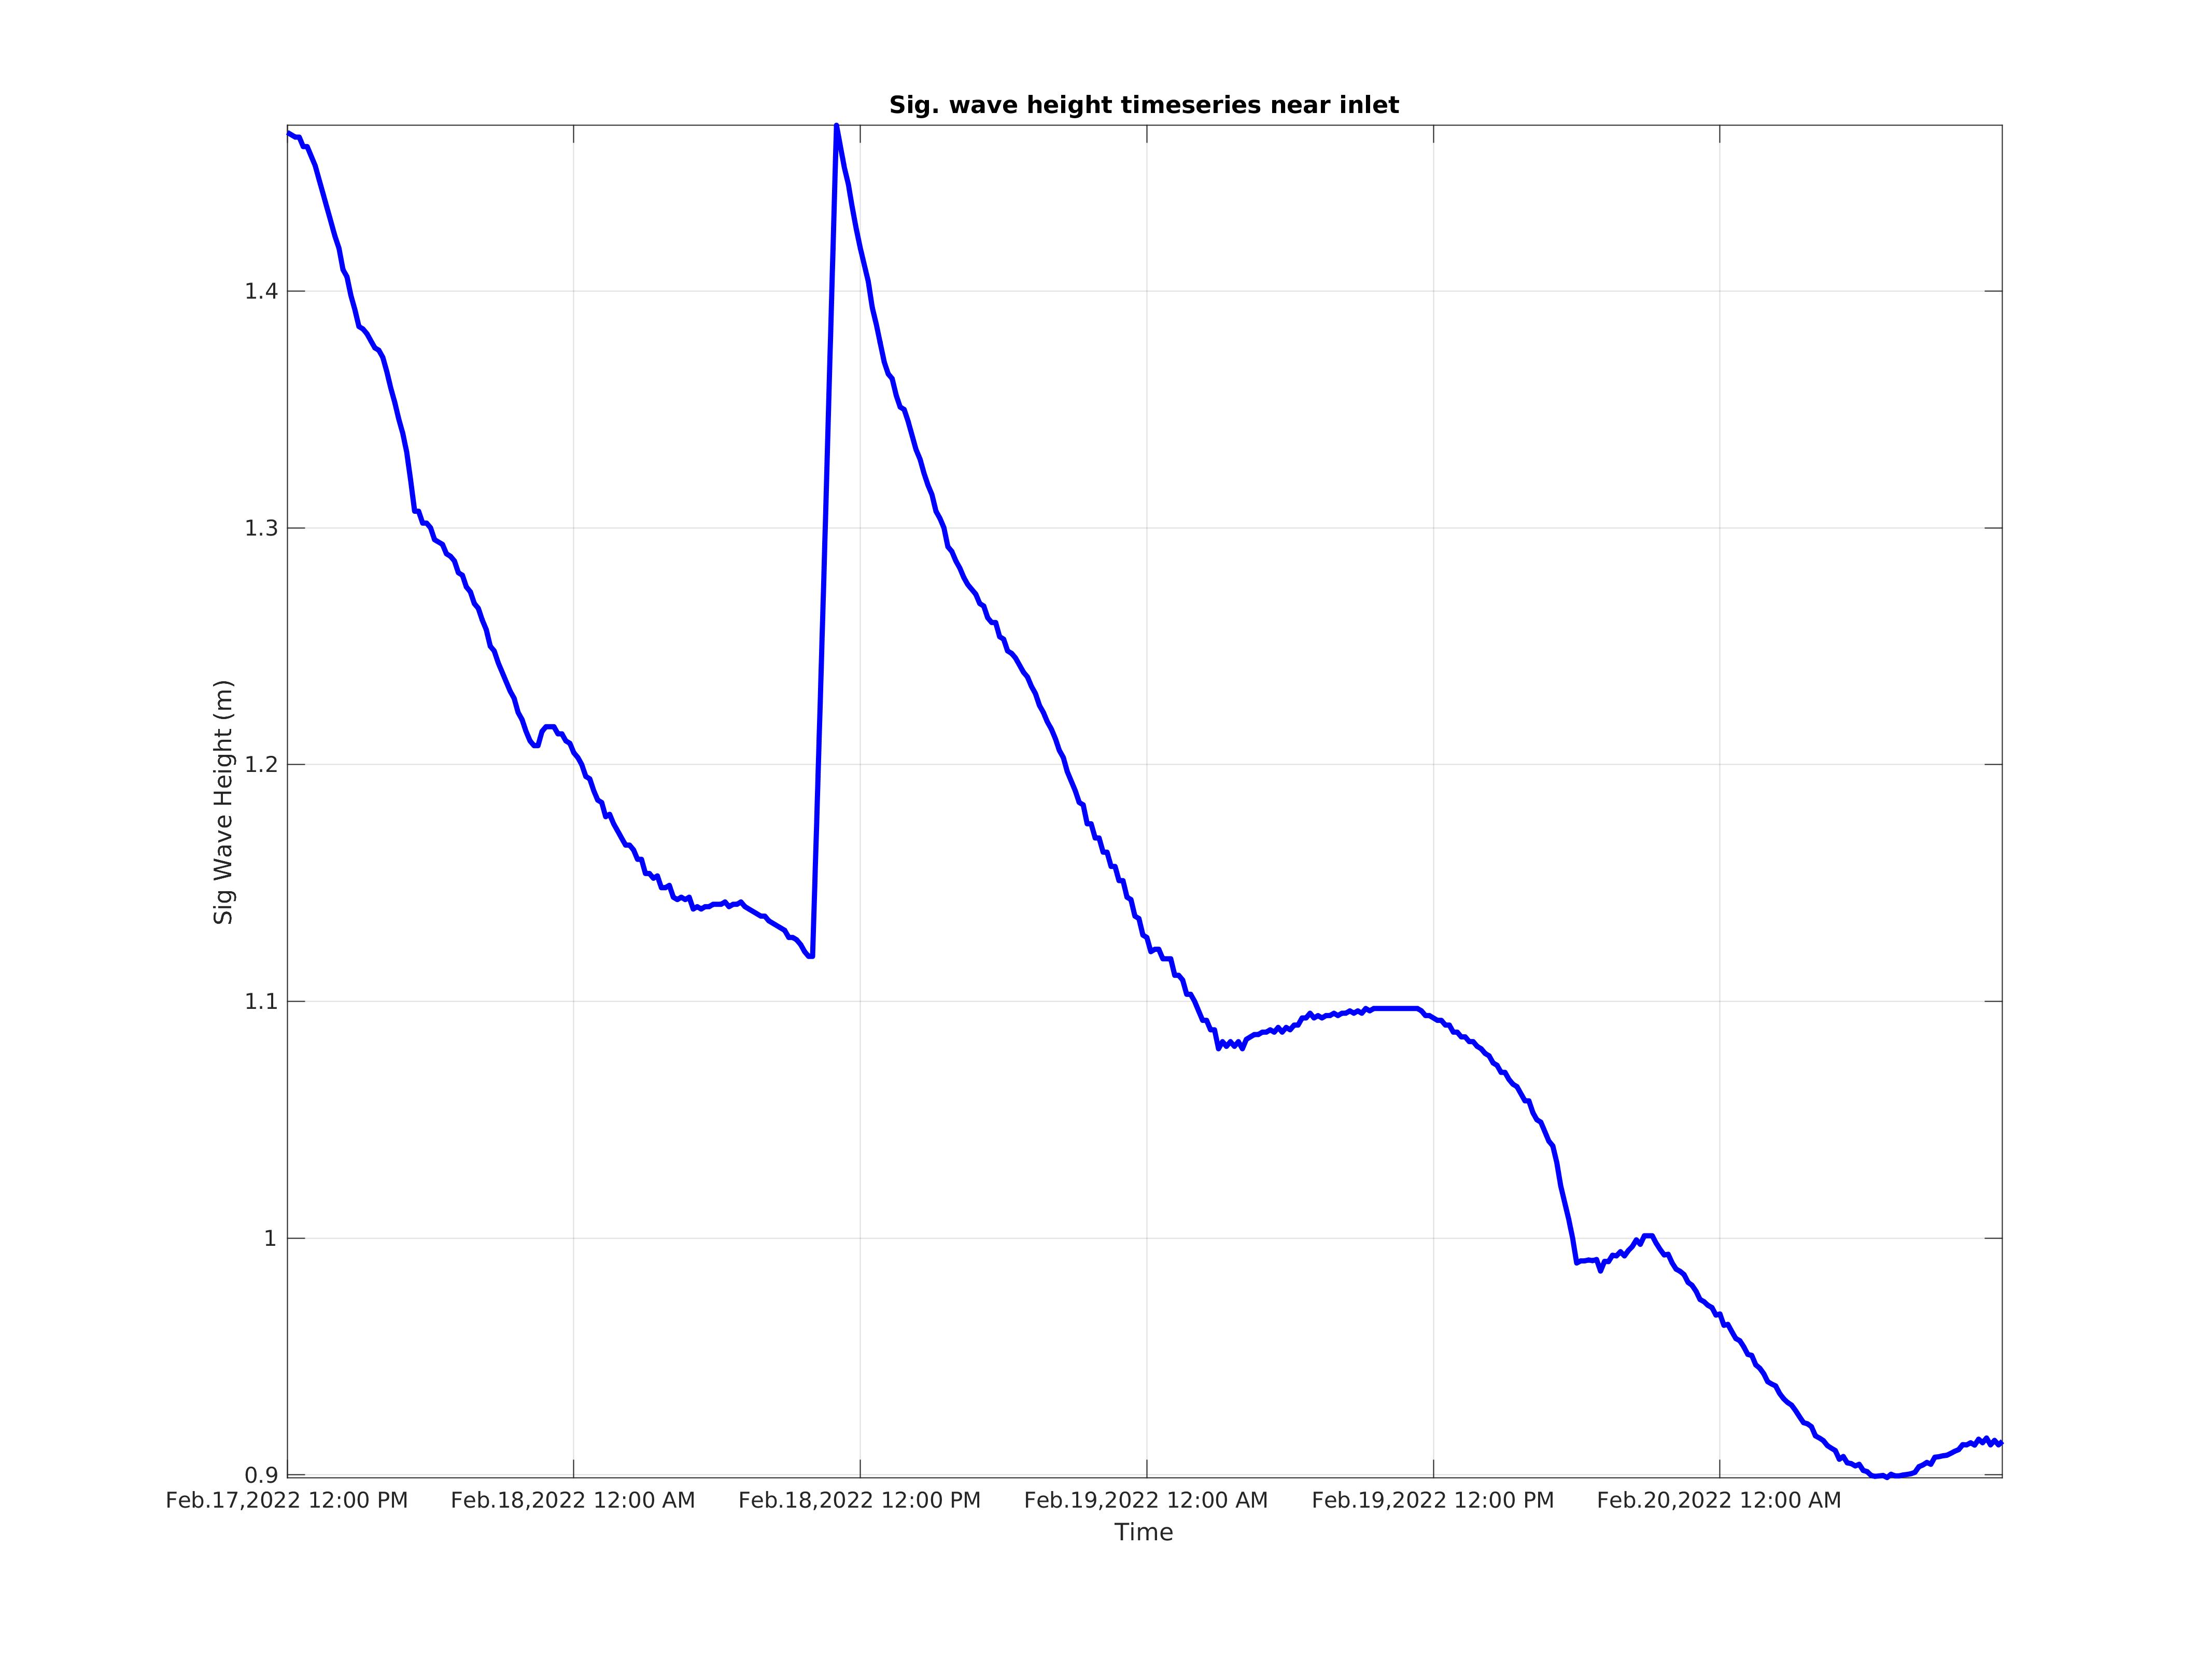 Sig. wave height timeseries near inlet
1.4
1.3
1.2
1.1
1
0.9
Sig Wave Height (m)
Feb.17,2022 12:00 PM
Feb.18,2022 12:00 AM
Feb.18,2022 12:00 PM
Feb.19,2022 12:00 AM
Feb.19,2022 12:00 PM
Feb.20,2022 12:00 AM
Time